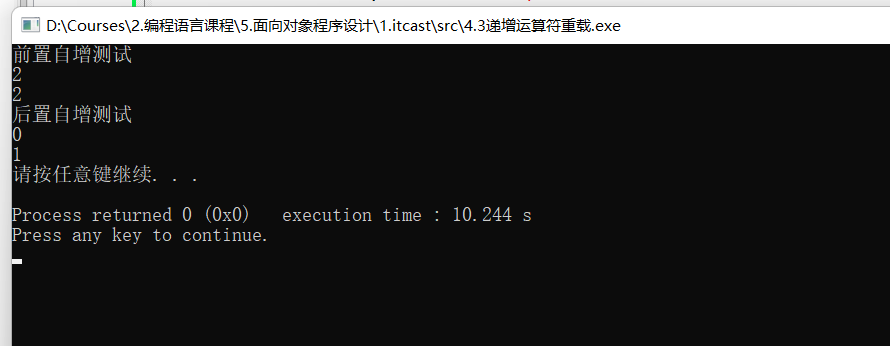 D:\Courses\2.编程语言课程\5.面向对象程序设计\1.itcast\src\4.3递增运算符重载.exe
前置自增测试
2
2
后置自增测试
0
1
请按任意键继续. . .
Process returned 0 (0x0)   execution time : 10.244 s
Press any key to continue.